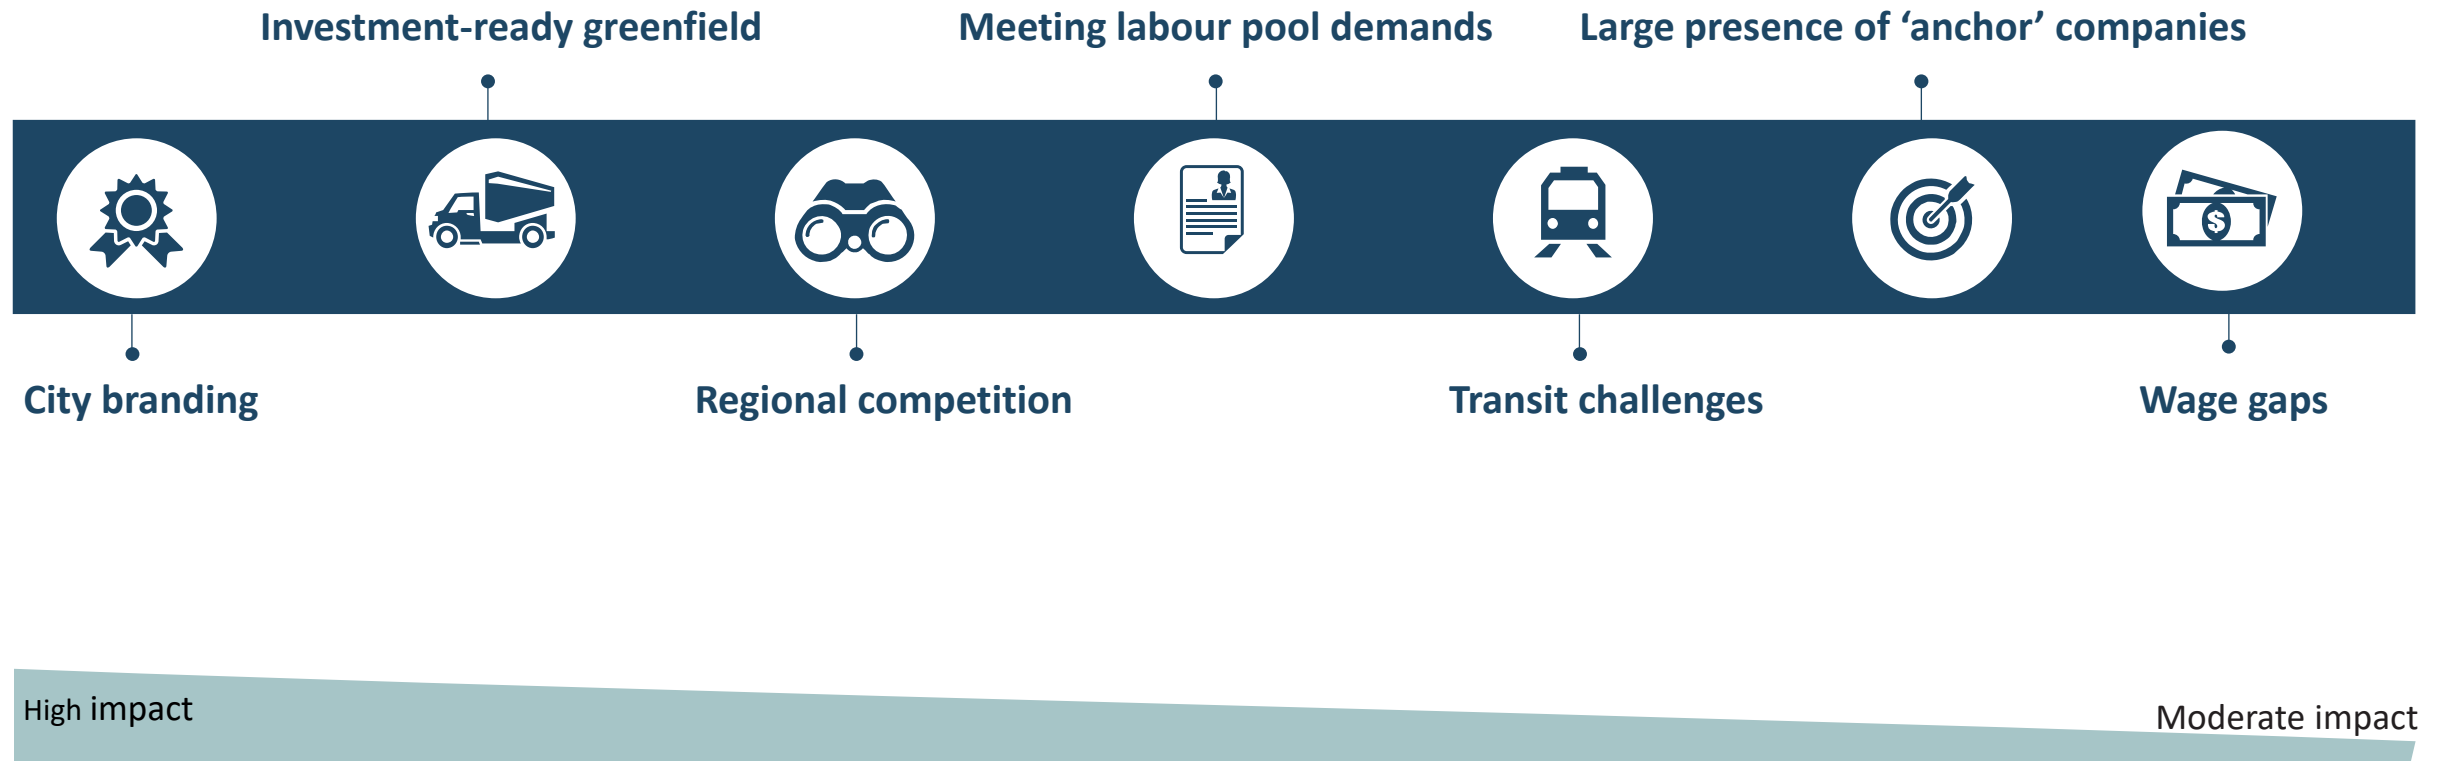 Investment-ready greenfield
Meeting labour pool demands
Large presence of ‘anchor’ companies
$
City branding
Regional competition
Transit challenges
Wage gaps
High impact
Moderate impact